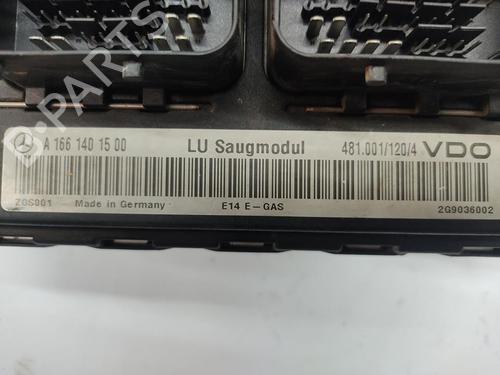 A 166 140 15 00 LU Saugmodul 481.001/120/4 VDO
ZGS001 Made in Germany E14 E-GAS 2G9036002
B-PARTS